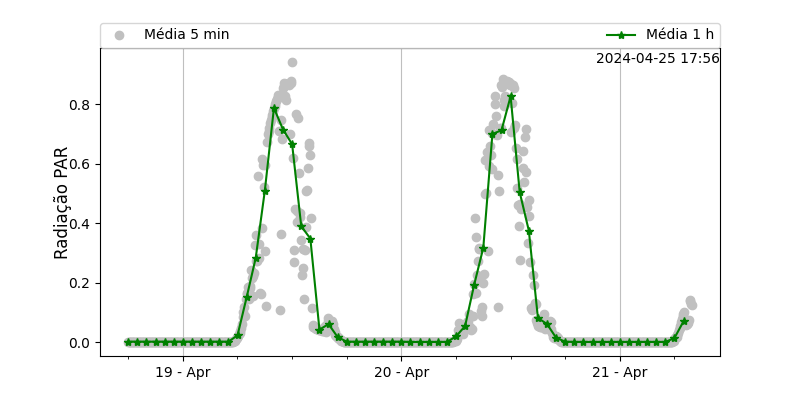 Média 5 min
Média 1 h
2024-04-25 17:56
Radiação PAR
0.8
0.6
0.4
0.2
0.0
19 - Apr
20 - Apr
21 - Apr